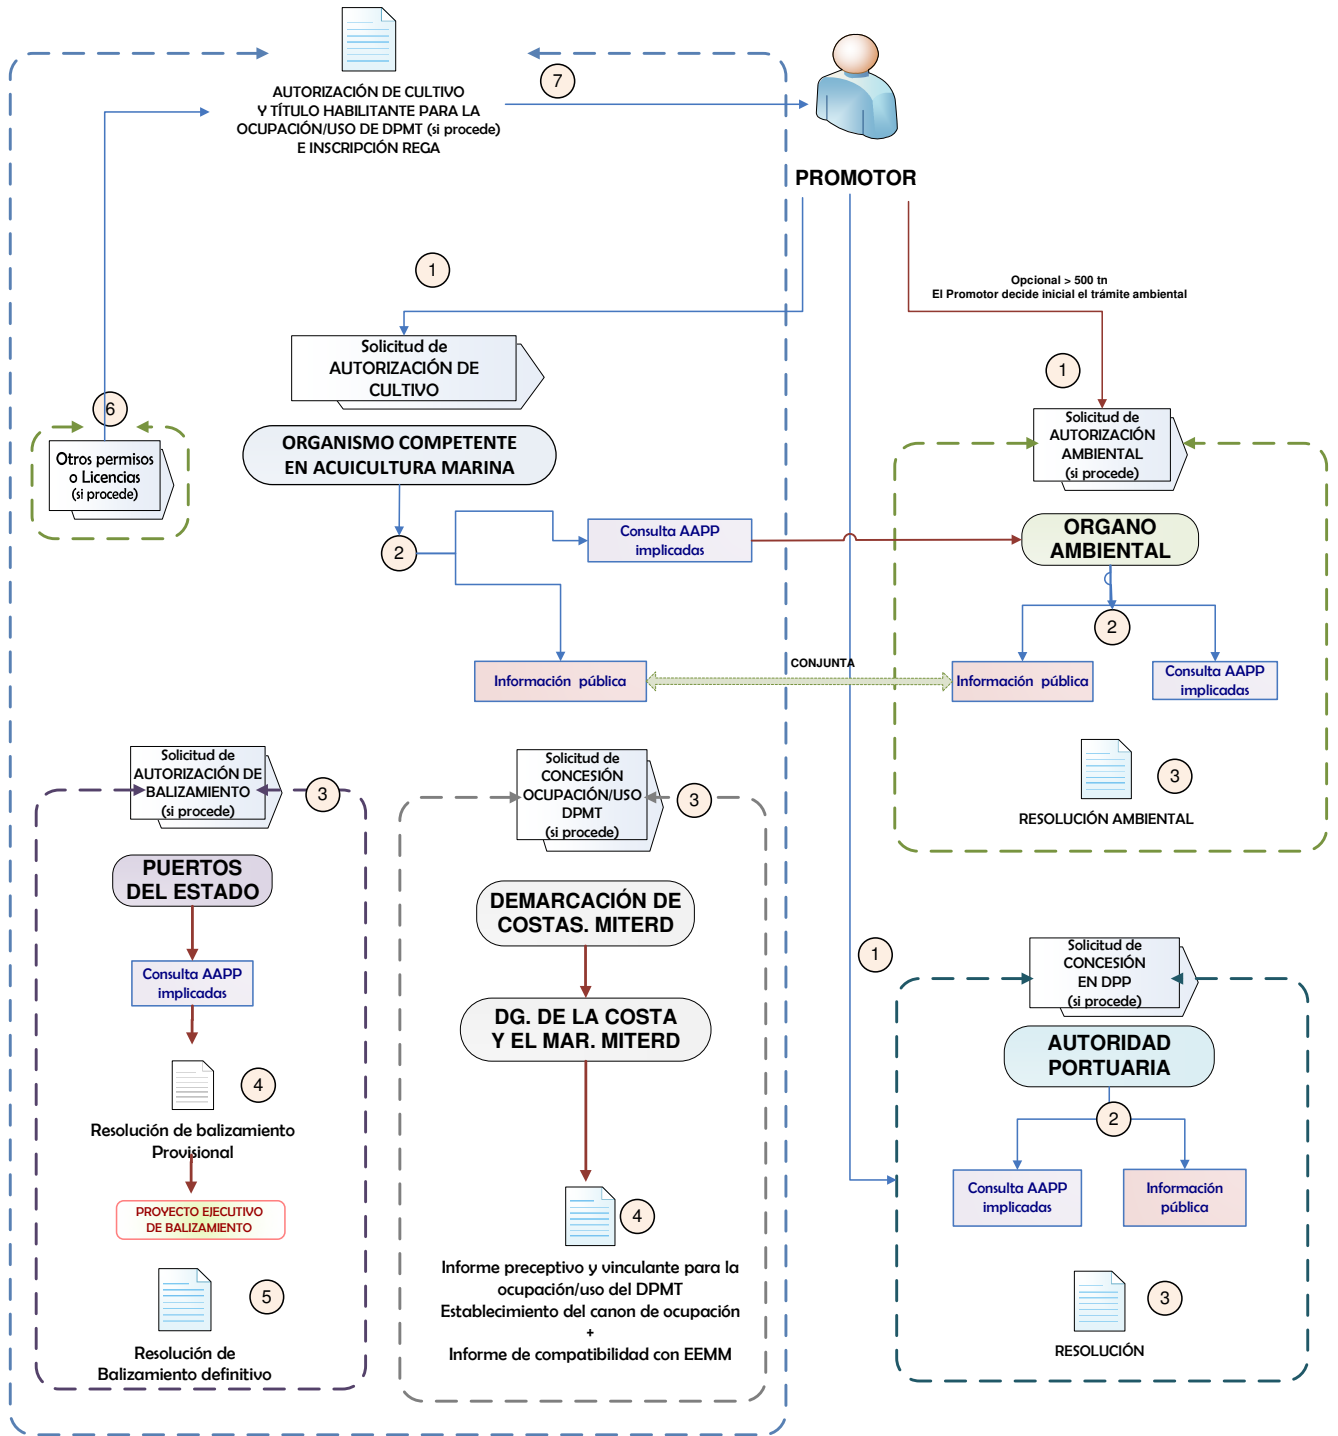 AUTORIZACIÓN DE CULTIVO
Y TÍTULO HABILITANTE PARA LA
OCUPACIÓN/USO DE DPMT (si procede)
E INSCRIPCIÓN REGA
7
PROMOTOR
1
Opcional > 500 tn
El Promotor decide inicial el trámite ambiental
Solicitud de
AUTORIZACIÓN DE
CULTIVO
1
6
Otros permisos
o Licencias
(si procede)
ORGANISMO COMPETENTE
EN ACUICULTURA MARINA
Solicitud de
AUTORIZACIÓN
AMBIENTAL
(si procede)
2
Consulta AAPP
implicadas
ORGANO
AMBIENTAL
2
Información pública
CONJUNTA
Información pública
Consulta AAPP
implicadas
3
RESOLUCIÓN AMBIENTAL
Solicitud de
AUTORIZACIÓN DE
BALIZAMIENTO
(si procede)
3
PUERTOS
DEL ESTADO
Consulta AAPP
implicadas
4
Resolución de balizamiento
Provisional
PROYECTO EJECUTIVO
DE BALIZAMIENTO
5
Resolución de
Balizamiento definitivo
Solicitud de
CONCESIÓN
OCUPACIÓN/USO
DPMT
(si procede)
3
DEMARCACIÓN DE
COSTAS. MITERD
DG. DE LA COSTA
Y EL MAR. MITERD
4
Informe preceptivo y vinculante para la
ocupación/uso del DPMT
Establecimiento del canon de ocupación
+
Informe de compatibilidad con EEMM
1
Solicitud de
CONCESIÓN
EN DPP
(si procede)
AUTORIDAD
PORTUARIA
2
Consulta AAPP
implicadas
Información
pública
3
RESOLUCIÓN